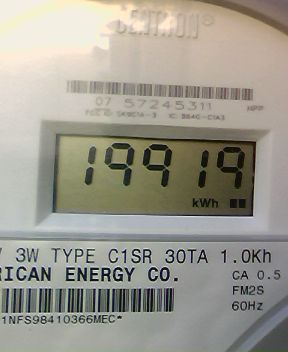 CENTRON®
07 57245311
19919
kWh
3W TYPE C1SR 30TA 1.0Kh
RICAN ENERGY CO.
CA 0.5
FM2S
60Hz
1NFS98410366MEC*